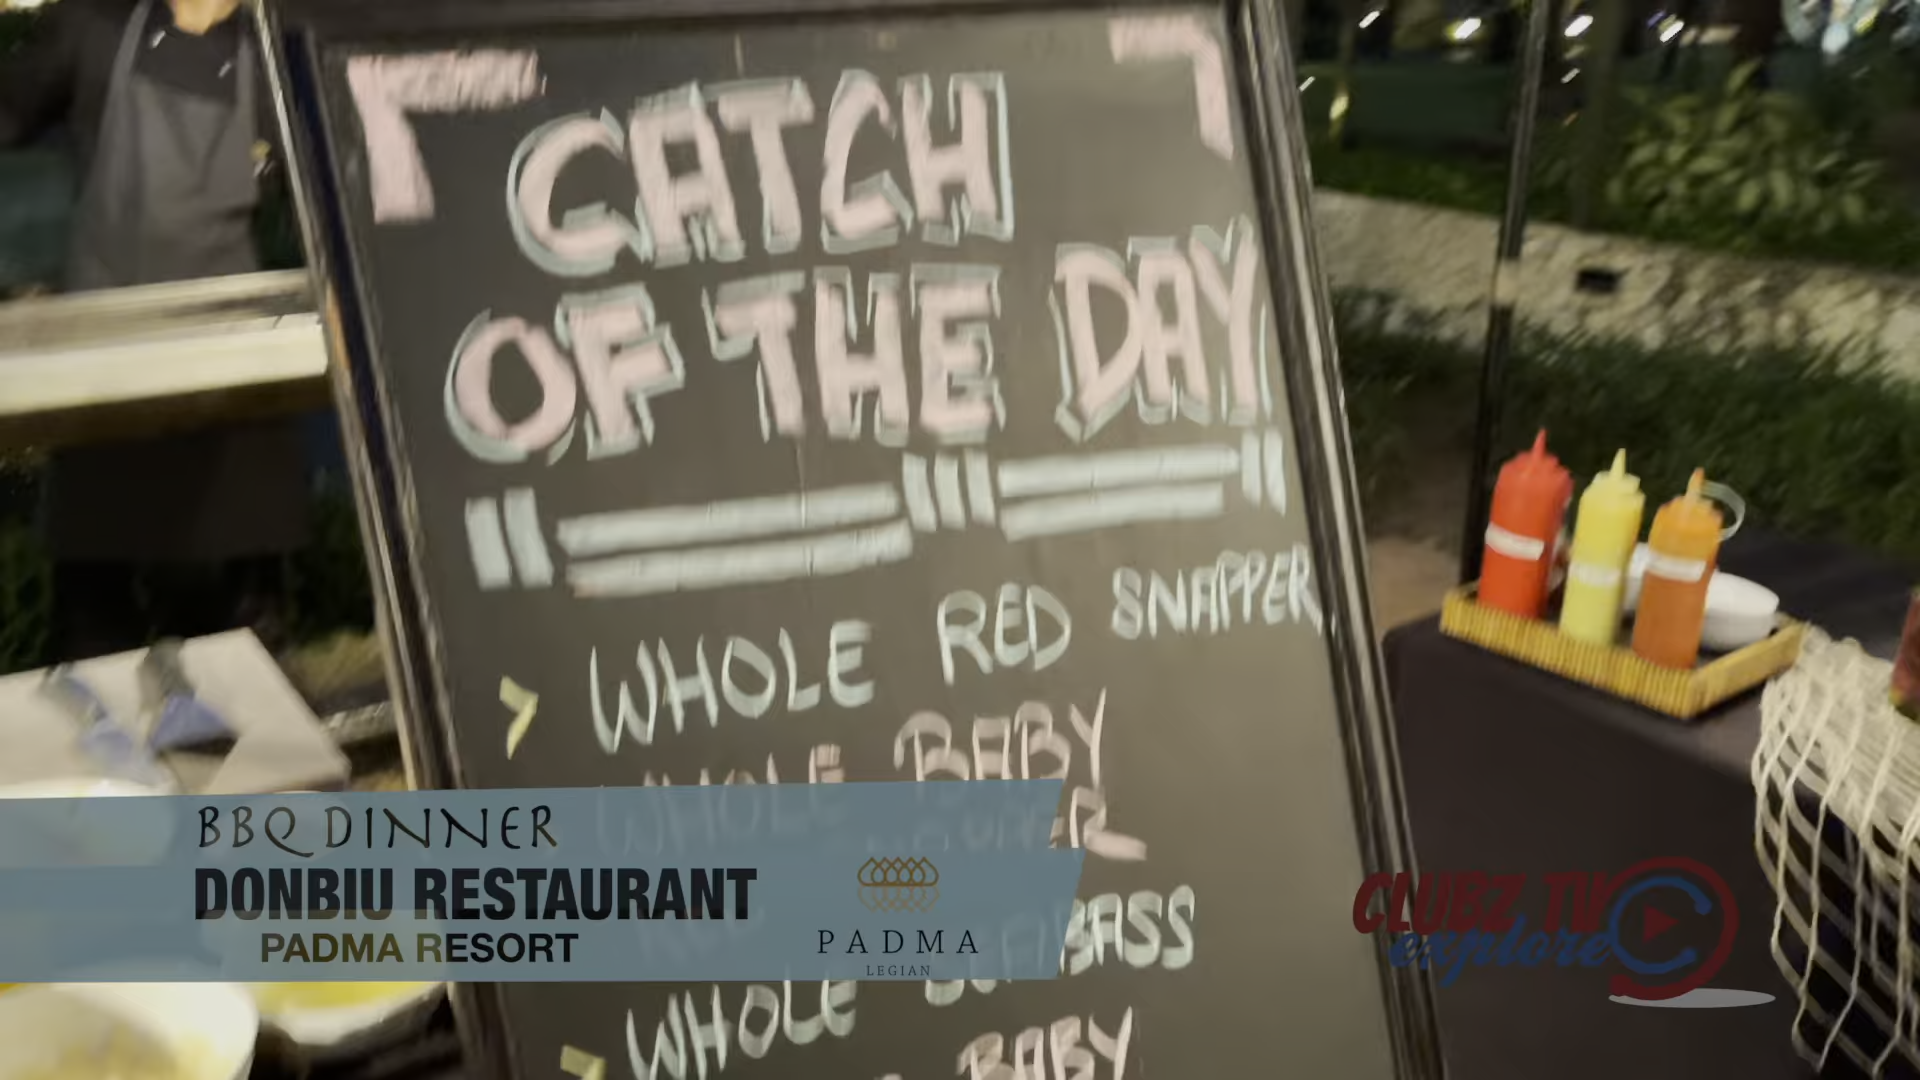 CATCH
OF THE DAY
WHOLE RED SNAPPER
WHOLE BABY
WHOLE
BABY
BBQ DINNER
DONBIU RESTAURANT
PADMA RESORT
PADMA
LEGIAN
CLUBZ TV
explore